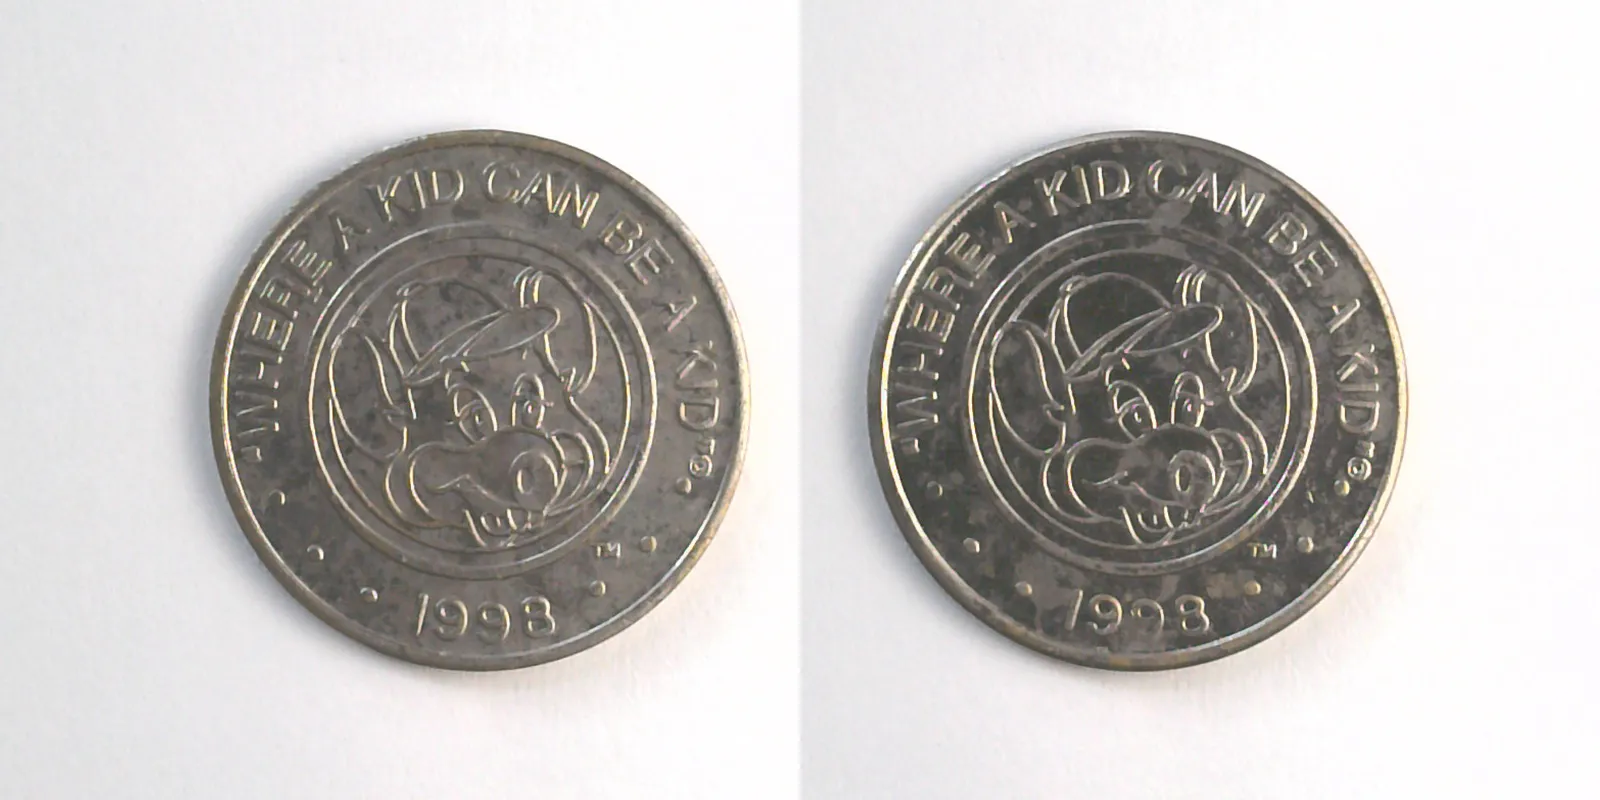 "WHERE A KID CAN BE A KID"®
TM
1998
"WHERE A KID CAN BE A KID"®
TM
1998